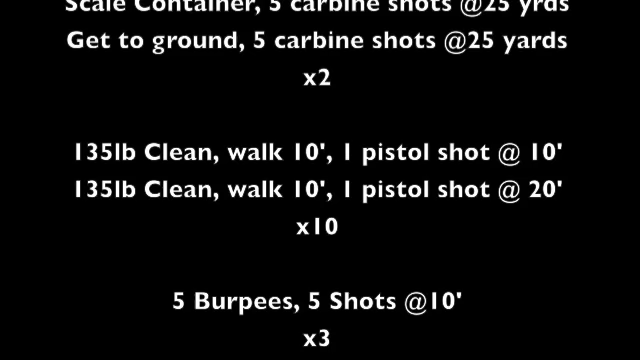 Scale Container, 5 carbine shots @25 yrds
Get to ground, 5 carbine shots @25 yards
x2
135lb Clean, walk 10', 1 pistol shot @ 10'
135lb Clean, walk 10', 1 pistol shot @ 20'
x10
5 Burpees, 5 Shots @10'
x3